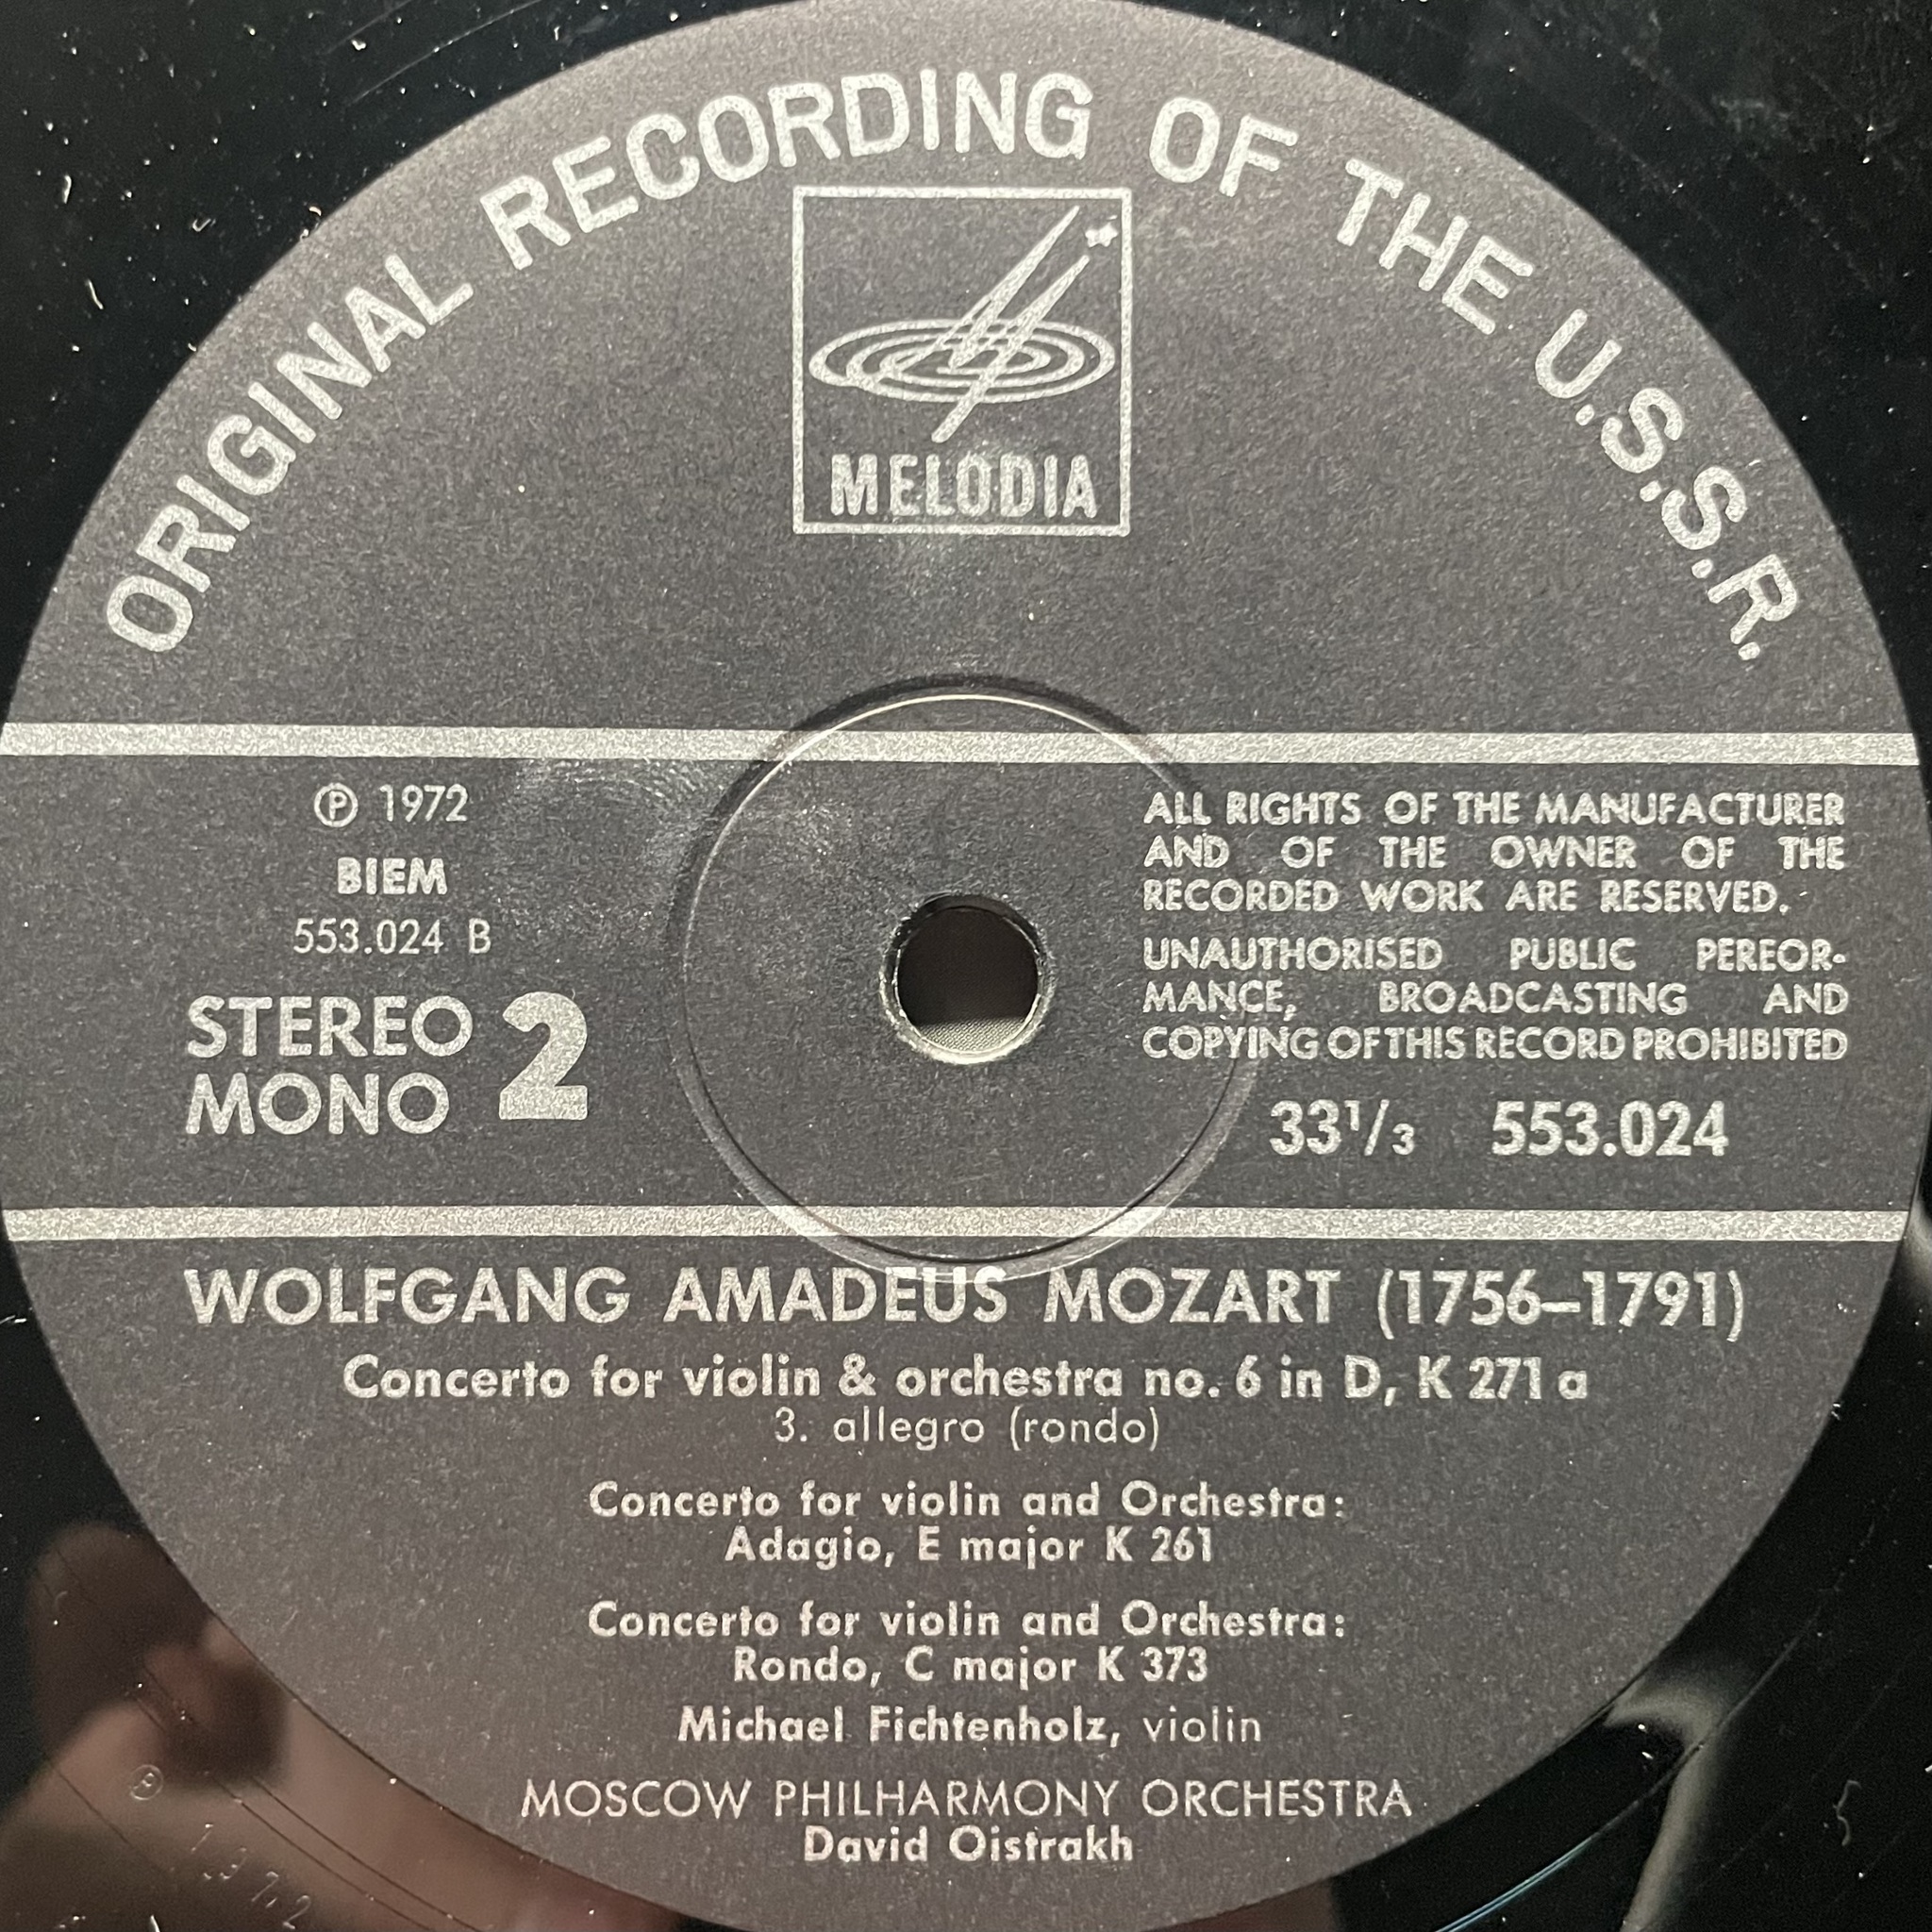 ORIGINAL RECORDING OF THE U.S.S.R.
MELODIA
℗ 1972
BIEM
553.024 B
STEREO
MONO
2
ALL RIGHTS OF THE MANUFACTURER
AND OF THE OWNER OF THE
RECORDED WORK ARE RESERVED.
UNAUTHORISED PUBLIC PEREOR-
MANCE, BROADCASTING AND
COPYING OF THIS RECORD PROHIBITED
33 1/3 553.024
WOLFGANG AMADEUS MOZART (1756–1791)
Concerto for violin & orchestra no. 6 in D, K 271 a
3. allegro (rondo)
Concerto for violin and Orchestra:
Adagio, E major K 261
Concerto for violin and Orchestra:
Rondo, C major K 373
Michael Fichtenholz, violin
MOSCOW PHILHARMONY ORCHESTRA
David Oistrakh
℗ 1972